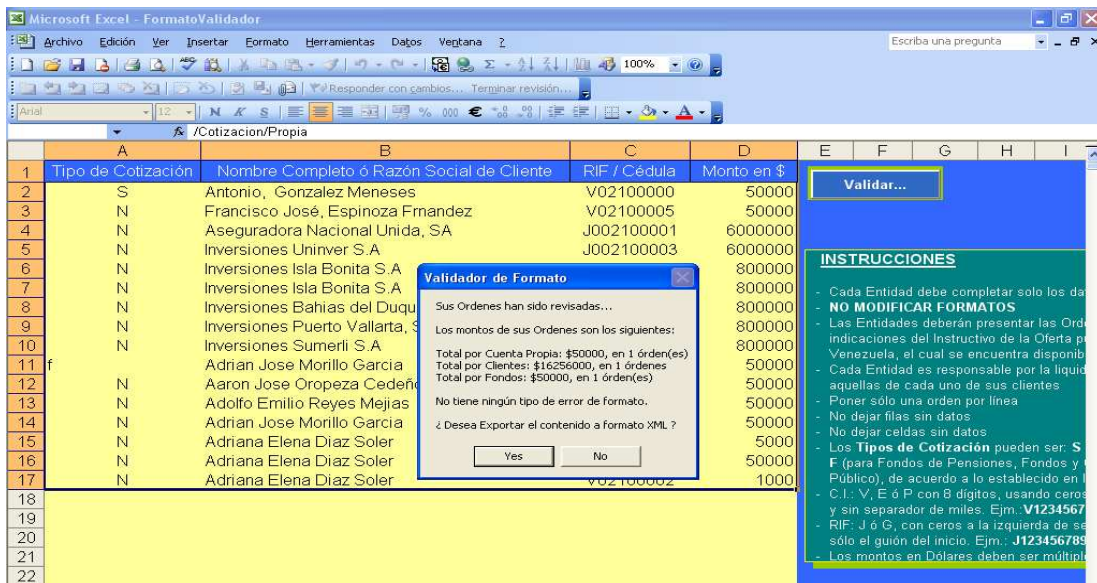 Microsoft Excel - FormatoValidador
Archivo Edición Ver Insertar Formato Herramientas Datos Ventana ?
Escriba una pregunta
100%
Responder con cambios... Terminar revisión...
Arial 12 N K S % 000 €
fx /Cotizacion/Propia
A B C D E F G H I
1 Tipo de Cotización Nombre Completo ó Razón Social de Cliente RIF / Cédula Monto en $
2 S Antonio, Gonzalez Meneses V02100000 50000
3 N Francisco José, Espinoza Frnandez V02100005 50000
4 N Aseguradora Nacional Unida, SA J002100001 6000000
5 N Inversiones Uninver S.A J002100003 6000000
6 N Inversiones Isla Bonita S.A 800000
7 N Inversiones Isla Bonita S.A 800000
8 N Inversiones Bahias del Duqu 800000
9 N Inversiones Puerto Vallarta, S 800000
10 N Inversiones Sumerli S.A 800000
11 f Adrian Jose Morillo Garcia 50000
12 N Aaron Jose Oropeza Cedeño 50000
13 N Adolfo Emilio Reyes Mejias 50000
14 N Adrian Jose Morillo Garcia 50000
15 N Adriana Elena Diaz Soler 5000
16 N Adriana Elena Diaz Soler 50000
17 N Adriana Elena Diaz Soler V02100002 1000
18
19
20
21
22
Validador de Formato
Sus Ordenes han sido revisadas...
Los montos de sus Ordenes son los siguientes:
Total por Cuenta Propia: $50000, en 1 órden(es)
Total por Clientes: $16256000, en 1 órdenes
Total por Fondos: $50000, en 1 órden(es)
No tiene ningún tipo de error de formato.
¿ Desea Exportar el contenido a formato XML ?
Yes No
Validar...
INSTRUCCIONES
- Cada Entidad debe completar solo los da
- NO MODIFICAR FORMATOS
- Las Entidades deberán presentar las Orde
indicaciones del Instructivo de la Oferta p
Venezuela, el cual se encuentra disponib
- Cada Entidad es responsable por la liquid
aquellas de cada uno de sus clientes
- Poner sólo una orden por línea
- No dejar filas sin datos
- No dejar celdas sin datos
- Los Tipos de Cotización pueden ser: S
F (para Fondos de Pensiones, Fondos y
Público), de acuerdo a lo establecido en l
- C.I.: V, E ó P con 8 dígitos, usando ceros
y sin separador de miles. Ejm.:V1234567
- RIF: J ó G, con ceros a la izquierda de se
sólo el guión del inicio. Ejm.: J123456789
- Los montos en Dólares deben ser múltipl